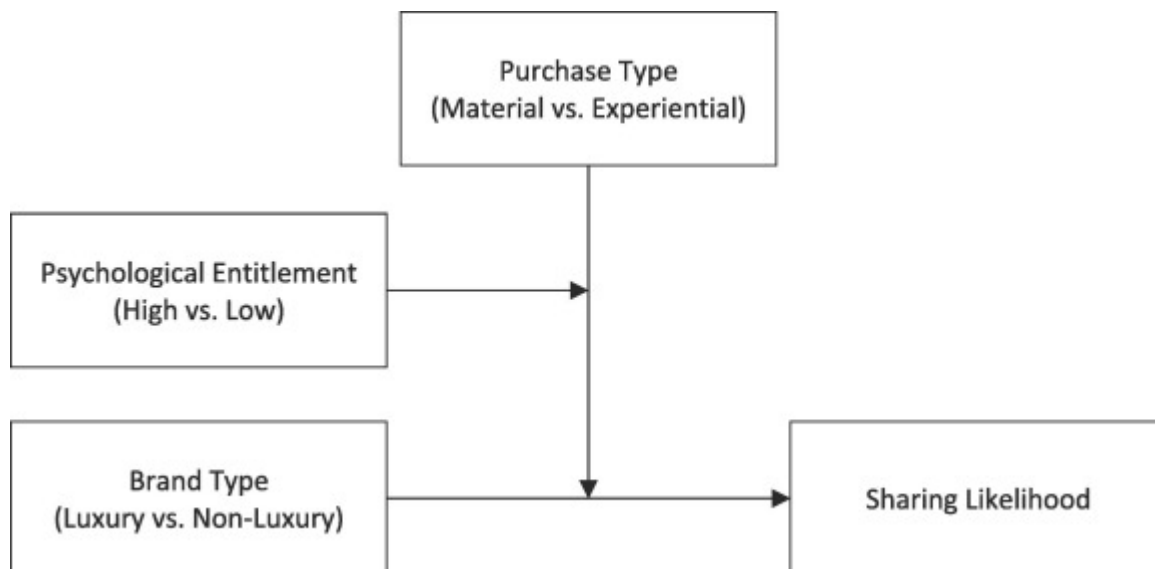 Purchase Type
(Material vs. Experiential)
Psychological Entitlement
(High vs. Low)
Brand Type
(Luxury vs. Non-Luxury)
Sharing Likelihood